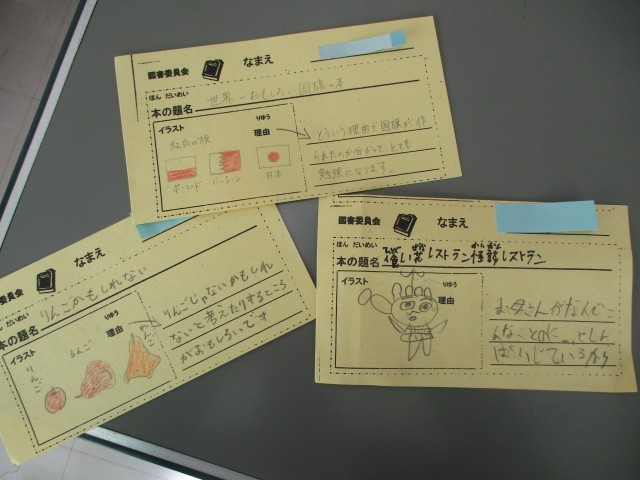 図書委員会
なまえ
ほん だいめい
本の題名
世界一おもしろい国旗の本
イラスト
りゆう
理由
紅白の旗
ポーランド
バーレーン
日本
どういう理由で国旗が作
られたのか分かって、とても
勉強になります。
図書委員会
なまえ
ほん だいめい
本の題名
りんごかもしれない
イラスト
りゆう
理由
りんご
るんご
りんごじゃないかもしれ
ないと考えたりするところ
がおもしろいです
図書委員会
なまえ
ほん だいめい
本の題名
レストラン怪談レストラン
イラスト
りゆう
理由
お母さんがなんでこ
んなことのに